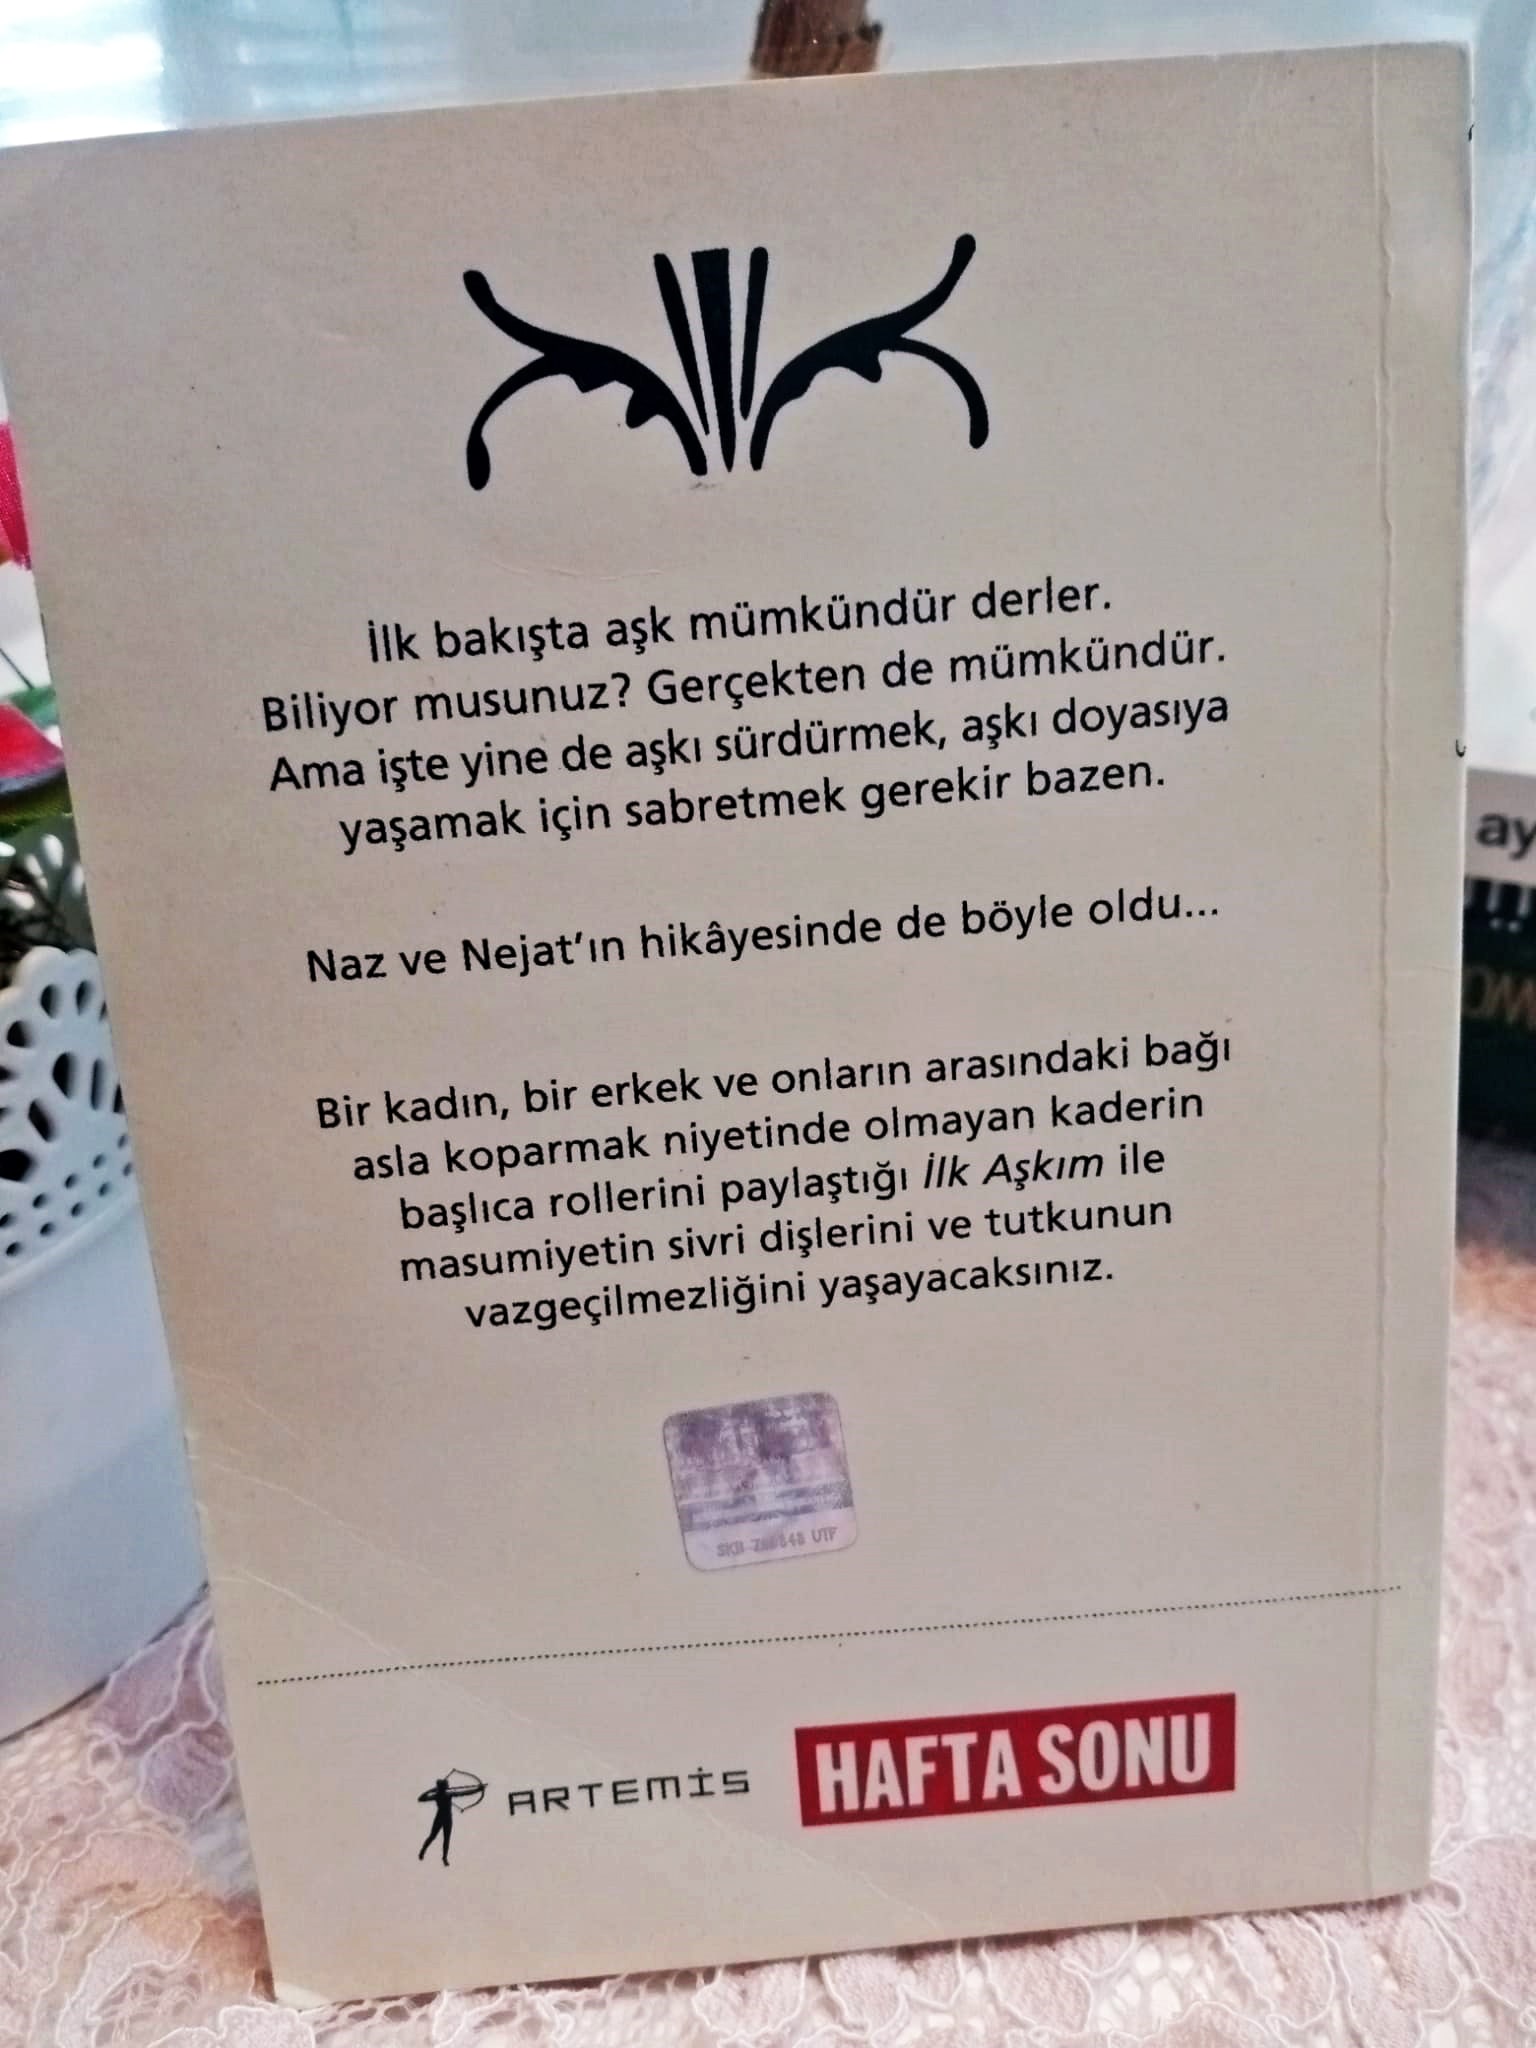 İlk bakışta aşk mümkündür derler.
Biliyor musunuz? Gerçekten de mümkündür.
Ama işte yine de aşkı sürdürmek, aşkı doyasıya
yaşamak için sabretmek gerekir bazen.
Naz ve Nejat'ın hikâyesinde de böyle oldu...
Bir kadın, bir erkek ve onların arasındaki bağı
asla koparmak niyetinde olmayan kaderin
başlıca rollerini paylaştığı İlk Aşkım ile
masumiyetin sivri dişlerini ve tutkunun
vazgeçilmezliğini yaşayacaksınız.
UTF
ARTEMİS
HAFTA SONU
ay